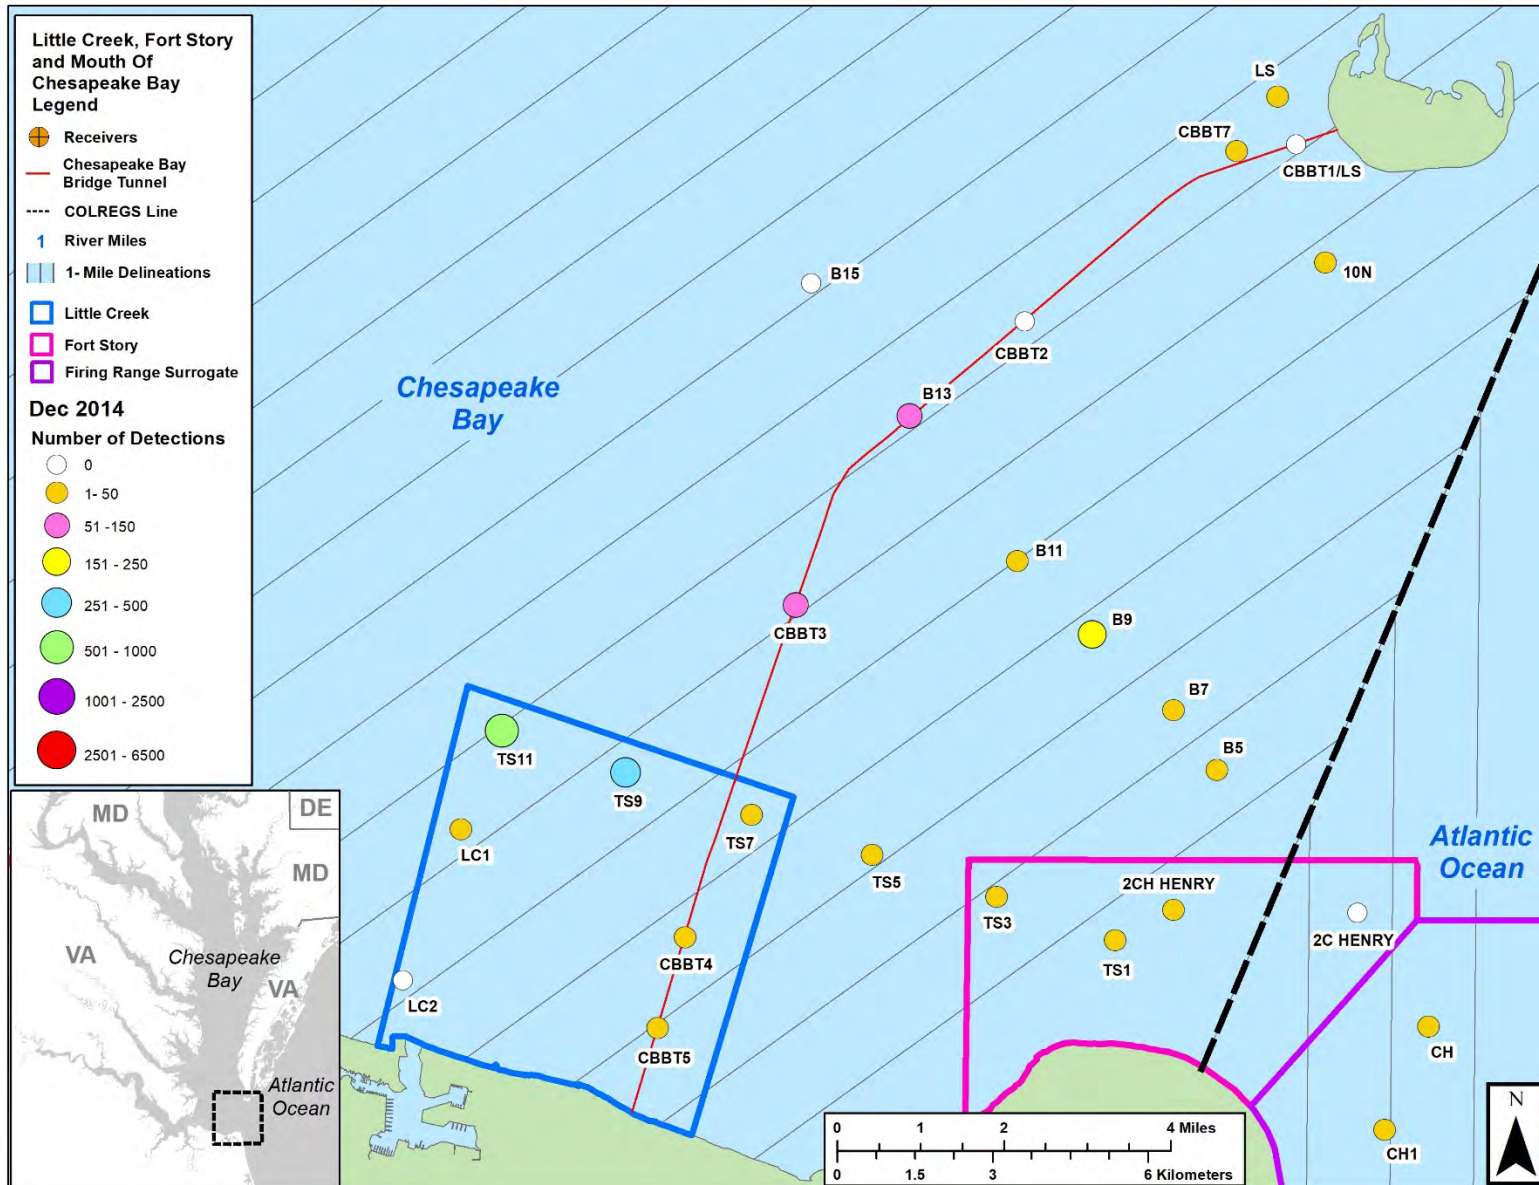 Little Creek, Fort Story
and Mouth Of
Chesapeake Bay
Legend
Receivers
Chesapeake Bay
Bridge Tunnel
COLREGS Line
1 River Miles
1- Mile Delineations
Little Creek
Fort Story
Firing Range Surrogate
Dec 2014
Number of Detections
0
1- 50
51 -150
151 - 250
251 - 500
501 - 1000
1001 - 2500
2501 - 6500
LS
CBBT7
CBBT1/LS
10N
B15
CBBT2
Chesapeake
Bay
B13
B11
CBBT3
B9
B7
B5
TS11
TS9
TS7
LC1
TS5
Atlantic
Ocean
2CH HENRY
TS3
TS1
2C HENRY
CBBT4
LC2
CBBT5
CH
CH1
MD
DE
MD
VA
Chesapeake
Bay
VA
Atlantic
Ocean
0 1 2 4 Miles
0 1.5 3 6 Kilometers
N